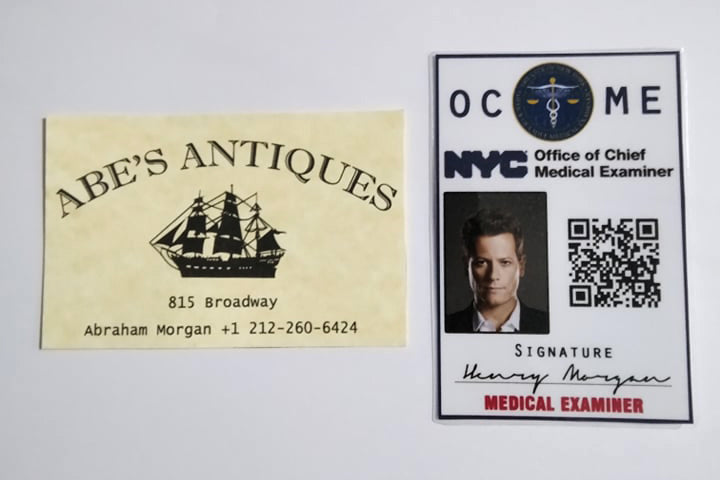 ABE'S ANTIQUES
815 Broadway
Abraham Morgan +1 212-260-6424
OC ME
NYC Office of Chief
Medical Examiner
SIGNATURE
Henry Morgan
MEDICAL EXAMINER